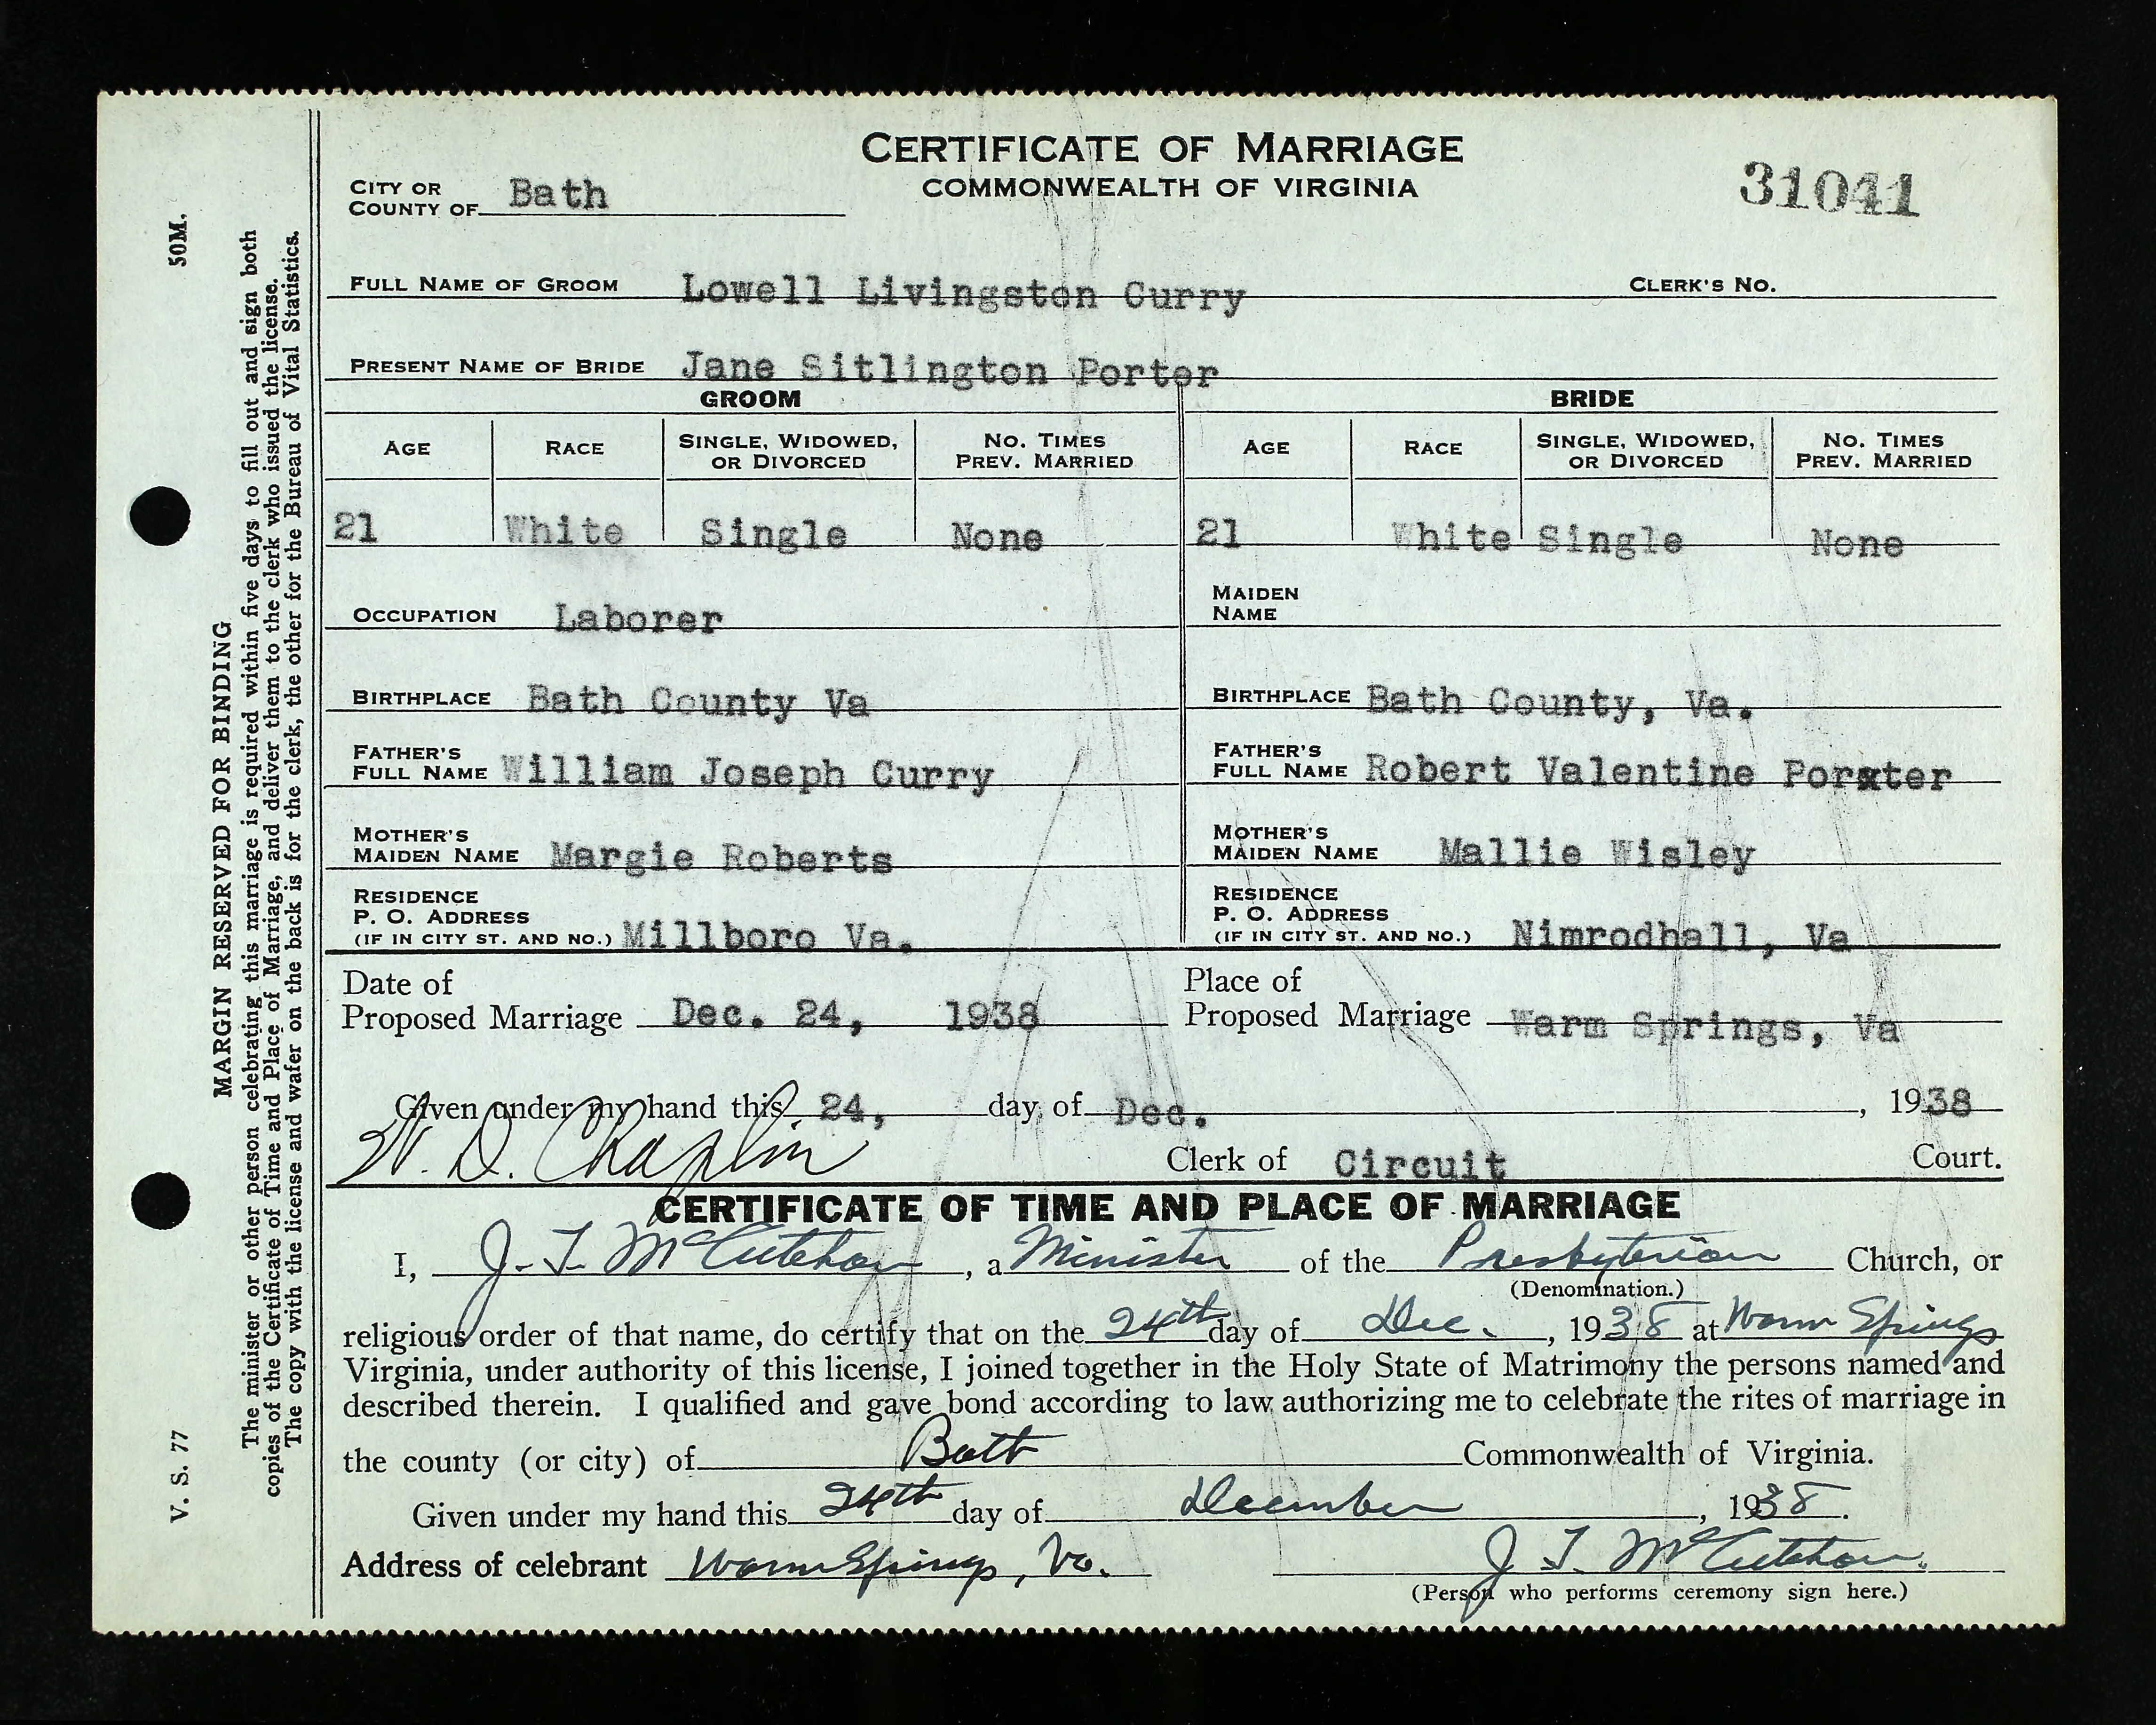 CERTIFICATE OF MARRIAGE
COMMONWEALTH OF VIRGINIA
31041
CITY OR COUNTY OF Bath
FULL NAME OF GROOM Lowell Livingston Curry CLERK'S NO.
PRESENT NAME OF BRIDE Jane Sitlington Porter
GROOM BRIDE
AGE RACE SINGLE, WIDOWED, OR DIVORCED NO. TIMES PREV. MARRIED AGE RACE SINGLE, WIDOWED, OR DIVORCED NO. TIMES PREV. MARRIED
21 White Single None 21 White Single None
OCCUPATION Laborer MAIDEN NAME
BIRTHPLACE Bath County Va BIRTHPLACE Bath County, Va.
FATHER'S FULL NAME William Joseph Curry FATHER'S FULL NAME Robert Valentine Porxter
MOTHER'S MAIDEN NAME Margie Roberts MOTHER'S MAIDEN NAME Mallie Wisley
RESIDENCE P. O. ADDRESS (IF IN CITY ST. AND NO.) Millboro Va. RESIDENCE P. O. ADDRESS (IF IN CITY ST. AND NO.) Nimrodhall, Va
Date of Proposed Marriage Dec. 24, 1938 Place of Proposed Marriage Warm Springs, Va
Given under my hand this 24, day of Dec. , 1938
W. D. Chaplin Clerk of Circuit Court.
CERTIFICATE OF TIME AND PLACE OF MARRIAGE
I, J. T. McCutchan , a Minister of the Presbyterian Church, or
(Denomination.)
religious order of that name, do certify that on the 24th day of Dec. , 1938 at Warm Springs
Virginia, under authority of this license, I joined together in the Holy State of Matrimony the persons named and
described therein. I qualified and gave bond according to law authorizing me to celebrate the rites of marriage in
the county (or city) of Bath Commonwealth of Virginia.
Given under my hand this 24th day of December , 1938.
Address of celebrant Warm Springs, Va. J T McCutchan.
(Person who performs ceremony sign here.)
V. S. 77 50M.
MARGIN RESERVED FOR BINDING
The minister or other person celebrating this marriage is required within five days to fill out and sign both
copies of the Certificate of Time and Place of Marriage, and deliver them to the clerk who issued the license.
The copy with the license and wafer on the back is for the clerk, the other for the Bureau of Vital Statistics.